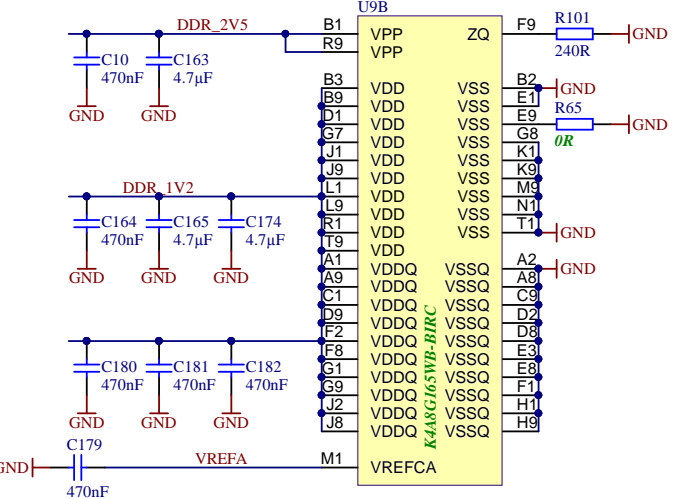 U9B
DDR_2V5
B1 VPP ZQ F9 R101 GND
R9 VPP 240R
C10 C163
470nF 4.7µF
GND GND
B3 VDD VSS B2 GND
B9 VDD VSS E1 R65
D1 VDD VSS E9 GND
G7 VDD VSS G8 0R
J1 VDD VSS K1
J9 VDD VSS K9
DDR_1V2
L1 VDD VSS M9
L9 VDD VSS N1
R1 VDD VSS T1 GND
T9 VDD
C164 C165 C174
470nF 4.7µF 4.7µF
GND GND GND
A1 VDDQ VSSQ A2 GND
A9 VDDQ VSSQ A8
C1 VDDQ VSSQ C9
D9 VDDQ VSSQ D2
F2 VDDQ VSSQ D8
F8 VDDQ VSSQ E3
G1 VDDQ VSSQ E8
G9 VDDQ VSSQ F1
J2 VDDQ VSSQ H1
J8 VDDQ VSSQ H9
K4A8G165WB-BIRC
C180 C181 C182
470nF 470nF 470nF
GND GND GND
C179
GND VREFA M1 VREFCA
470nF